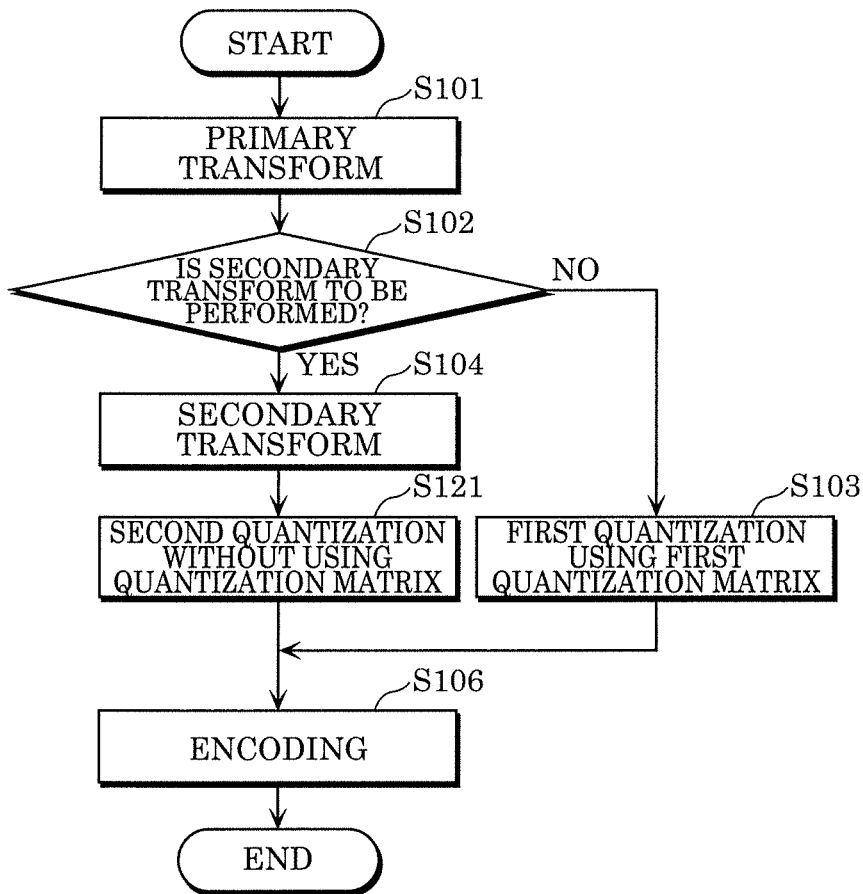 START
S101
PRIMARY
TRANSFORM
S102
IS SECONDARY
TRANSFORM TO BE
PERFORMED?
NO
YES
S104
SECONDARY
TRANSFORM
S121
SECOND QUANTIZATION
WITHOUT USING
QUANTIZATION MATRIX
S103
FIRST QUANTIZATION
USING FIRST
QUANTIZATION MATRIX
S106
ENCODING
END